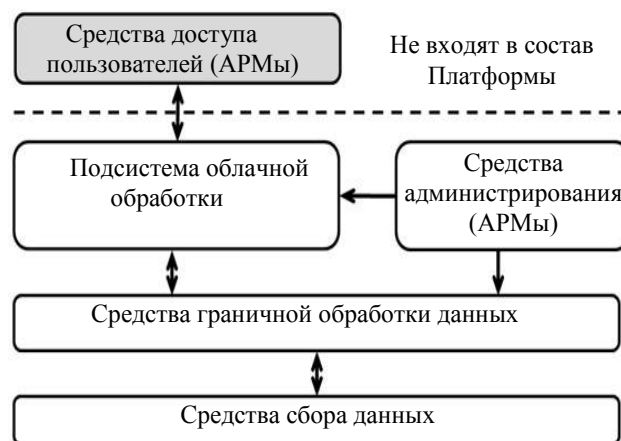 Средства доступа
пользователей (АРМы)
Не входят в состав
Платформы
Подсистема облачной
обработки
Средства
администрирования
(АРМы)
Средства граничной обработки данных
Средства сбора данных